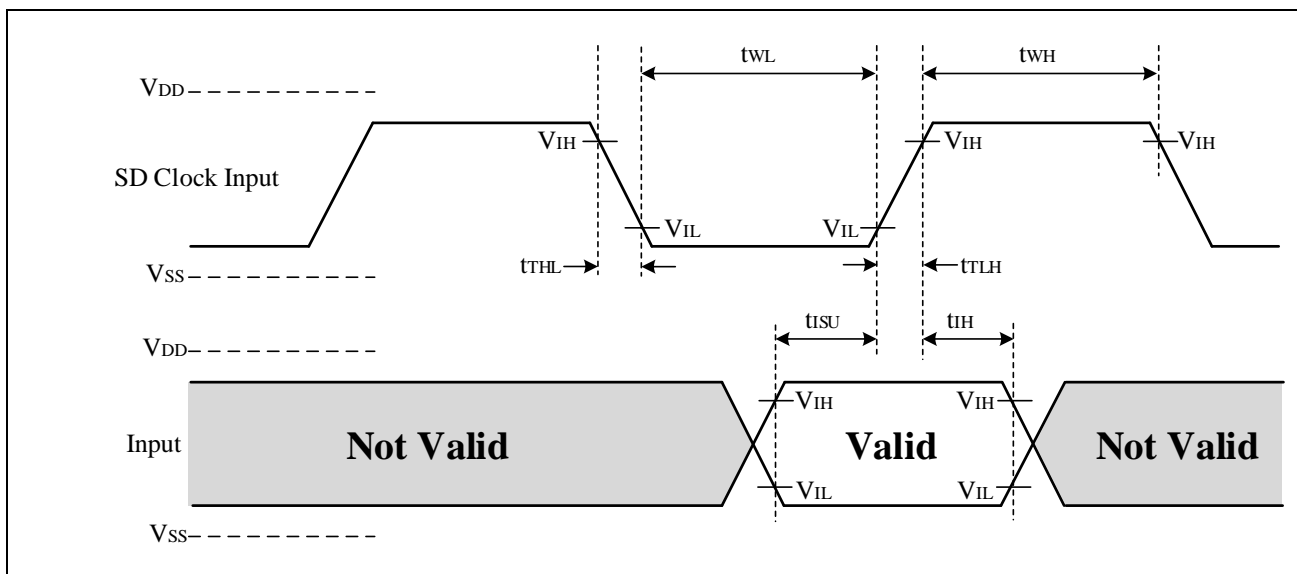 tWL
tWH
VDD
VIH
VIH
VIH
SD Clock Input
VIL
VIL
VSS
tTHL
tTLH
tISU
tIH
VDD
VIH
VIH
Input
Not Valid
Valid
Not Valid
VIL
VIL
VSS